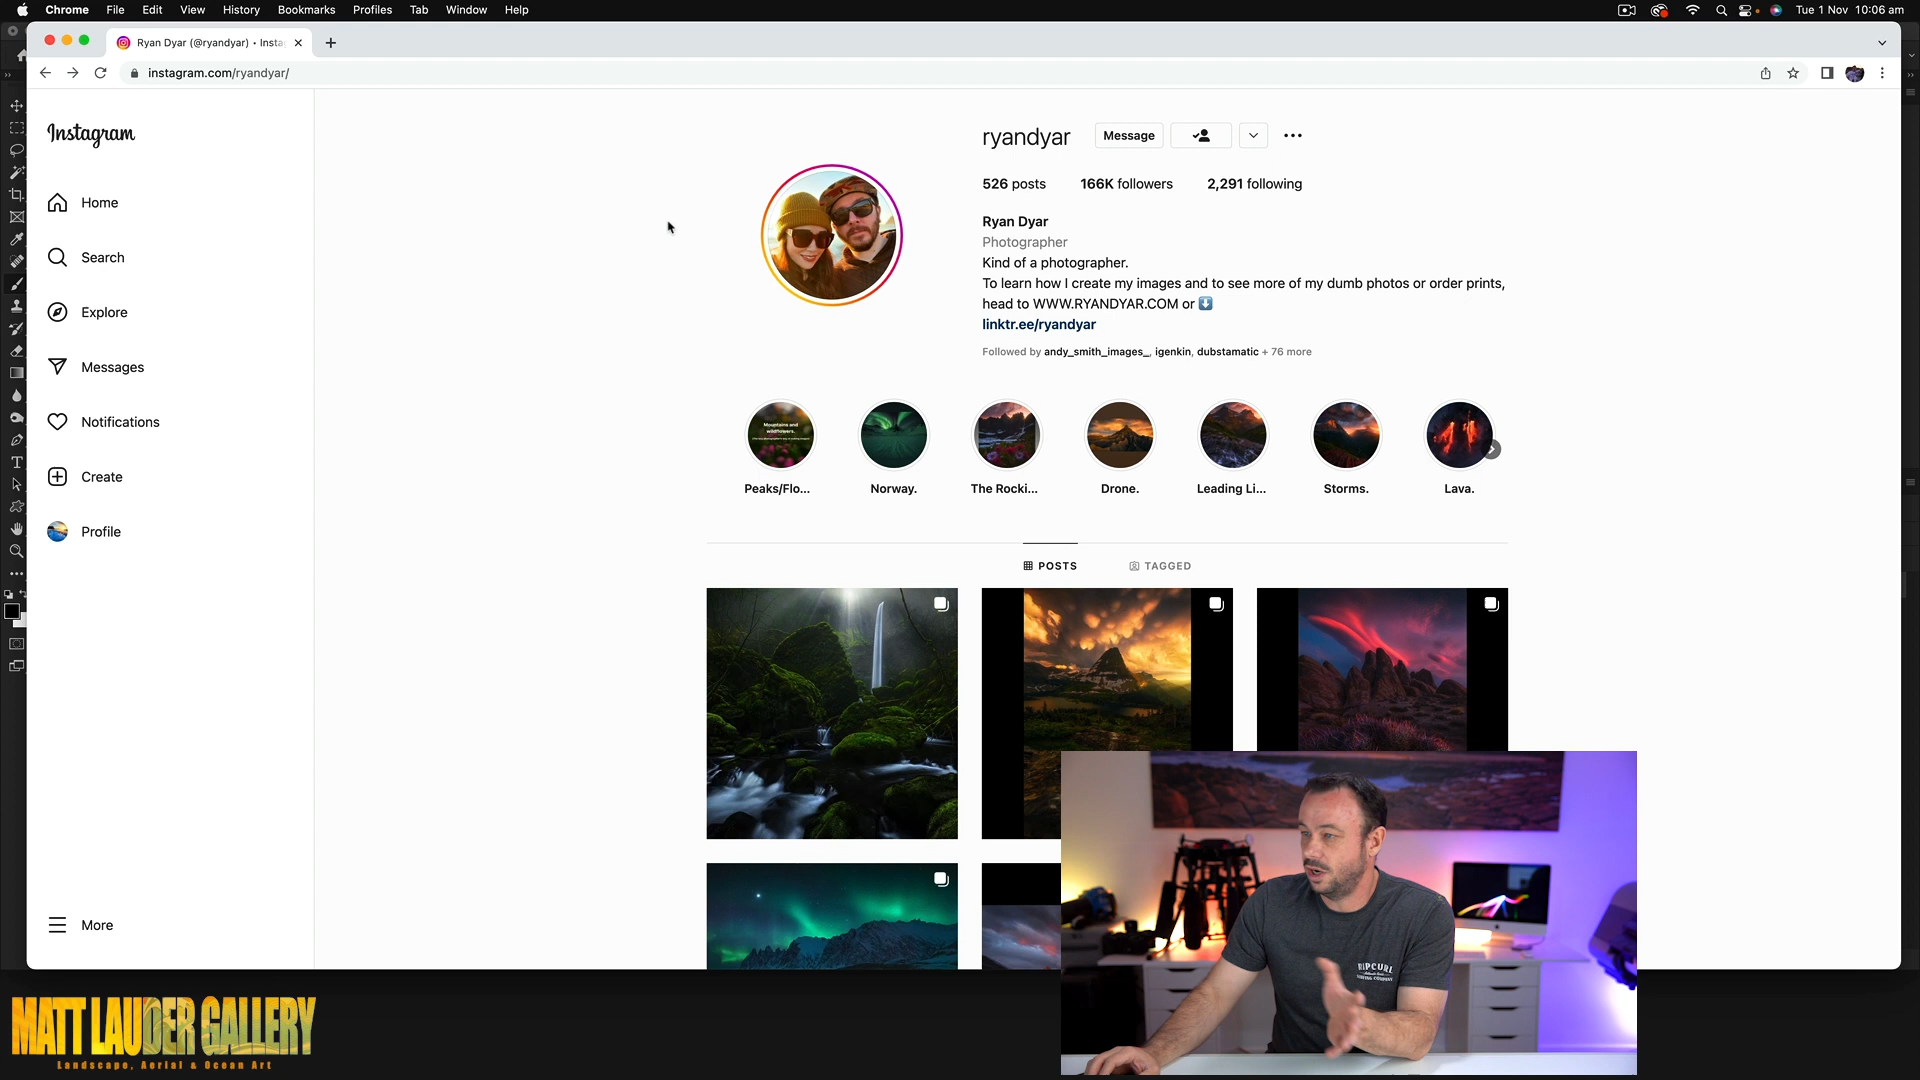 Chrome File Edit View History Bookmarks Profiles Tab Window Help Tue 1 Nov 10:06 am
Ryan Dyar (@ryandyar) • Insta
instagram.com/ryandyar/
Instagram
Home
Search
Explore
Messages
Notifications
Create
Profile
More
ryandyar Message
526 posts 166K followers 2,291 following
Ryan Dyar
Photographer
Kind of a photographer.
To learn how I create my images and to see more of my dumb photos or order prints,
head to WWW.RYANDYAR.COM or
linktr.ee/ryandyar
Followed by andy_smith_images_, igenkin, dubstamatic + 76 more
Mountains and
wildflowers.
Peaks/Flo... Norway. The Rocki... Drone. Leading Li... Storms. Lava.
POSTS TAGGED
RIPCURL
MATT LAUDER GALLERY
Landscape, Aerial & Ocean Art